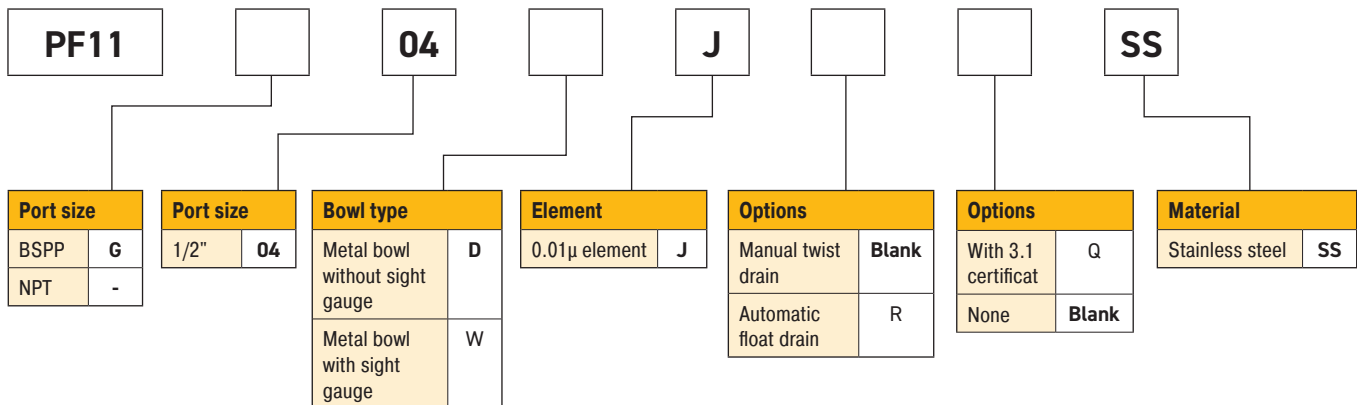 PF11 04 J SS
Port size
BSPP G
NPT -
Port size
1/2" 04
Bowl type
Metal bowl
without sight
gauge
D
Metal bowl
with sight
gauge
W
Element
0.01µ element J
Options
Manual twist
drain
Blank
Automatic
float drain
R
Options
With 3.1
certificat
Q
None Blank
Material
Stainless steel SS